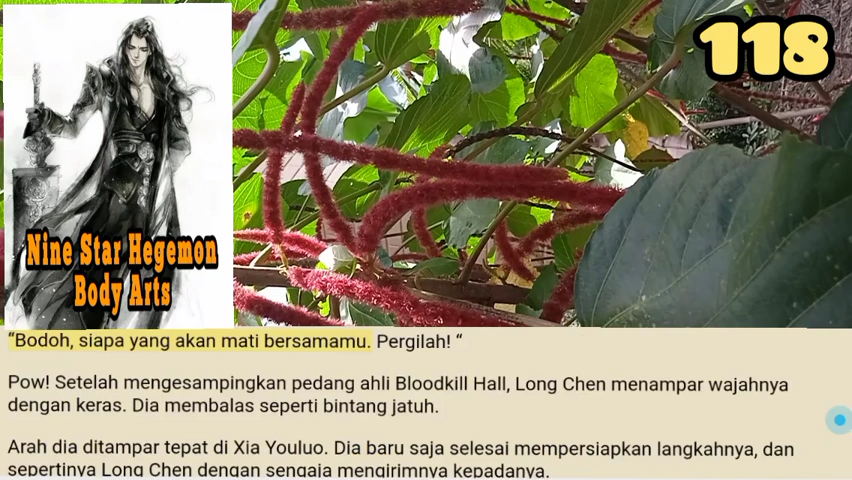 118
Nine Star Hegemon
Body Arts
“Bodoh, siapa yang akan mati bersamamu. Pergilah! “
Pow! Setelah mengesampingkan pedang ahli Bloodkill Hall, Long Chen menampar wajahnya
dengan keras. Dia membalas seperti bintang jatuh.
Arah dia ditampar tepat di Xia Youluo. Dia baru saja selesai mempersiapkan langkahnya, dan
sepertinya Long Chen dengan sengaja mengirimnya kepadanya.